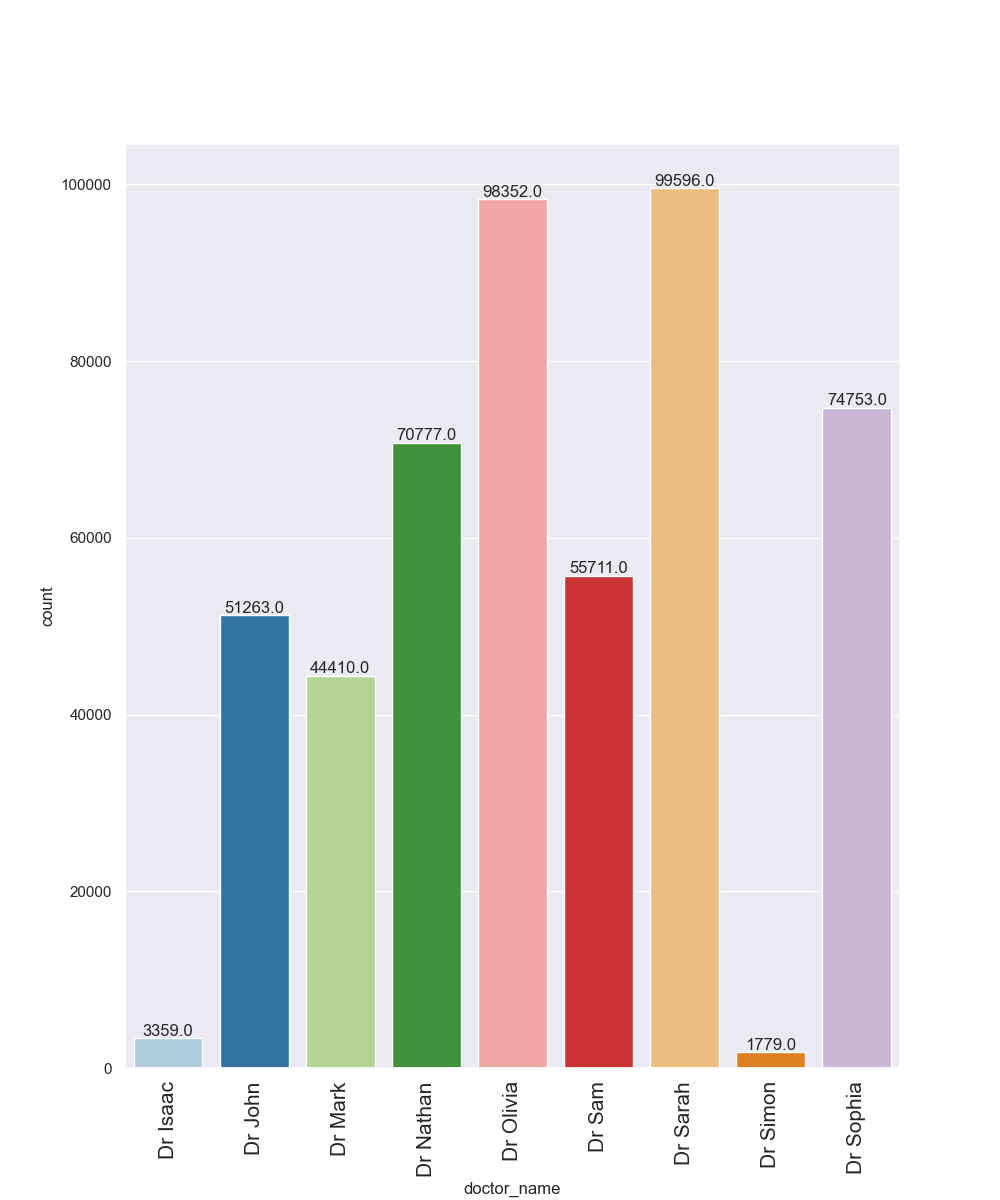 100000
80000
60000
40000
20000
0
count
3359.0
51263.0
44410.0
70777.0
98352.0
55711.0
99596.0
1779.0
74753.0
Dr Isaac
Dr John
Dr Mark
Dr Nathan
Dr Olivia
Dr Sam
Dr Sarah
Dr Simon
Dr Sophia
doctor_name